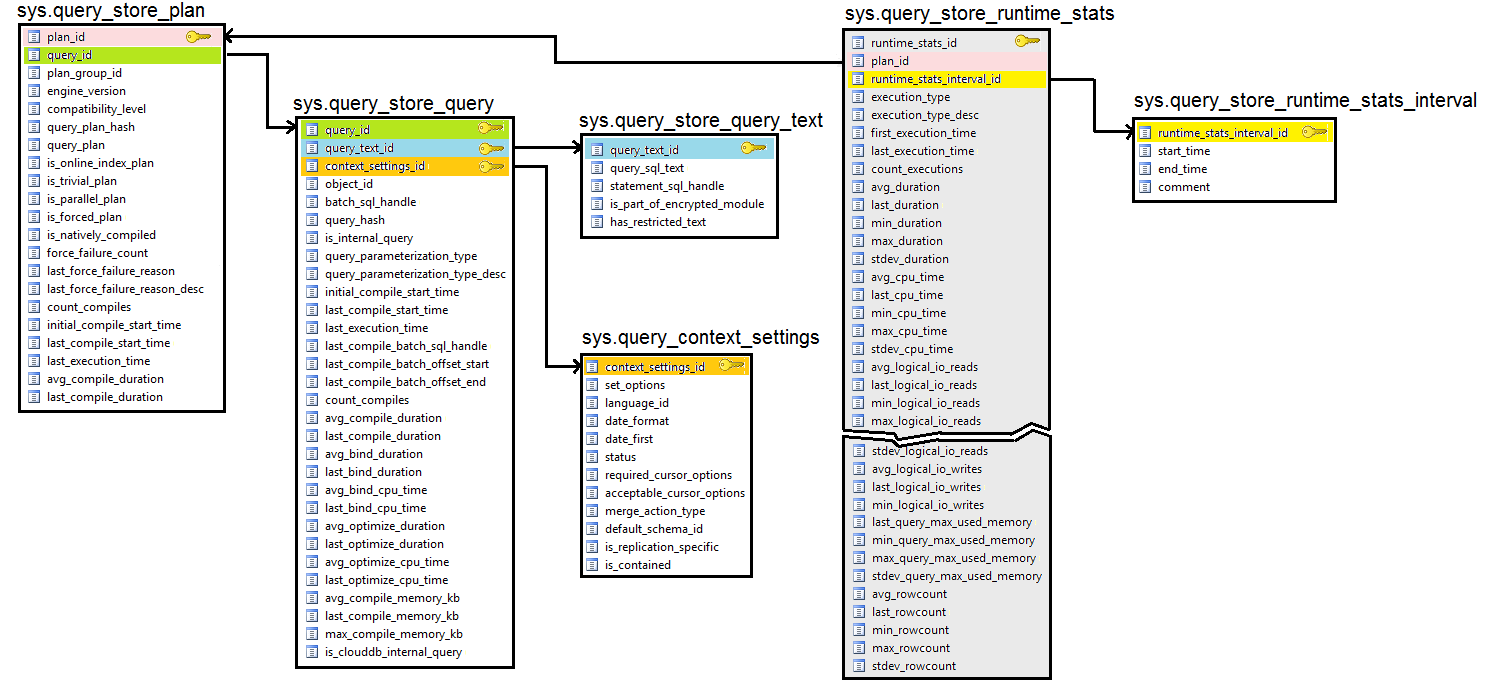 sys.query_store_plan
plan_id
query_id
plan_group_id
engine_version
compatibility_level
query_plan_hash
query_plan
is_online_index_plan
is_trivial_plan
is_parallel_plan
is_forced_plan
is_natively_compiled
force_failure_count
last_force_failure_reason
last_force_failure_reason_desc
count_compiles
initial_compile_start_time
last_compile_start_time
last_execution_time
avg_compile_duration
last_compile_duration
sys.query_store_query
query_id
query_text_id
context_settings_id
object_id
batch_sql_handle
query_hash
is_internal_query
query_parameterization_type
query_parameterization_type_desc
initial_compile_start_time
last_compile_start_time
last_execution_time
last_compile_batch_sql_handle
last_compile_batch_offset_start
last_compile_batch_offset_end
count_compiles
avg_compile_duration
last_compile_duration
avg_bind_duration
last_bind_duration
avg_bind_cpu_time
last_bind_cpu_time
avg_optimize_duration
last_optimize_duration
avg_optimize_cpu_time
last_optimize_cpu_time
avg_compile_memory_kb
last_compile_memory_kb
max_compile_memory_kb
is_clouddb_internal_query
sys.query_store_query_text
query_text_id
query_sql_text
statement_sql_handle
is_part_of_encrypted_module
has_restricted_text
sys.query_context_settings
context_settings_id
set_options
language_id
date_format
date_first
status
required_cursor_options
acceptable_cursor_options
merge_action_type
default_schema_id
is_replication_specific
is_contained
sys.query_store_runtime_stats
runtime_stats_id
plan_id
runtime_stats_interval_id
execution_type
execution_type_desc
first_execution_time
last_execution_time
count_executions
avg_duration
last_duration
min_duration
max_duration
stdev_duration
avg_cpu_time
last_cpu_time
min_cpu_time
max_cpu_time
stdev_cpu_time
avg_logical_io_reads
last_logical_io_reads
min_logical_io_reads
max_logical_io_reads
stdev_logical_io_reads
avg_logical_io_writes
last_logical_io_writes
min_logical_io_writes
last_query_max_used_memory
min_query_max_used_memory
max_query_max_used_memory
stdev_query_max_used_memory
avg_rowcount
last_rowcount
min_rowcount
max_rowcount
stdev_rowcount
sys.query_store_runtime_stats_interval
runtime_stats_interval_id
start_time
end_time
comment